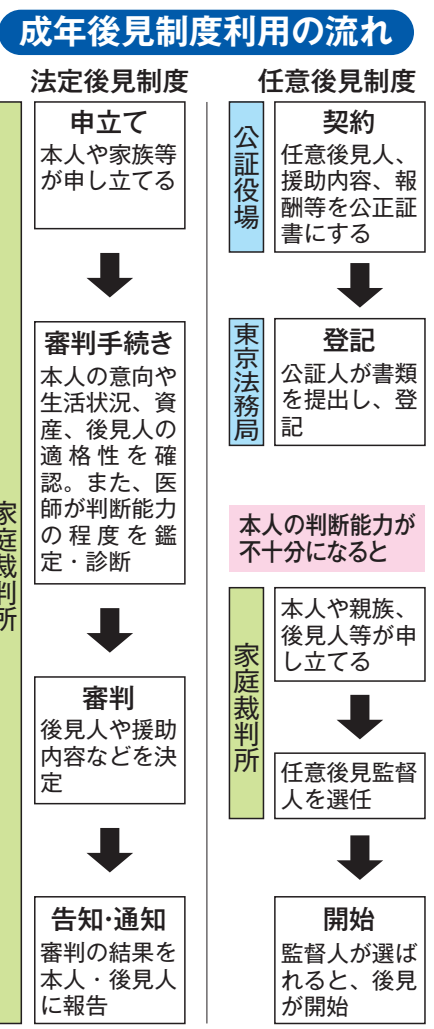 成年後見制度利用の流れ
法定後見制度
家庭裁判所
申立て
本人や家族等
が申し立てる
審判手続き
本人の意向や
生活状況、資
産、後見人の
適格性を確
認。また、医
師が判断能力
の程度を鑑
定・診断
審判
後見人や援助
内容などを決
定
告知・通知
審判の結果を
本人・後見人
に報告
任意後見制度
公証役場
契約
任意後見人、
援助内容、報
酬等を公正証
書にする
東京法務局
登記
公証人が書類
を提出し、登
記
本人の判断能力が
不十分になると
家庭裁判所
本人や親族、
後見人等が申
し立てる
任意後見監督
人を選任
開始
監督人が選ば
れると、後見
が開始